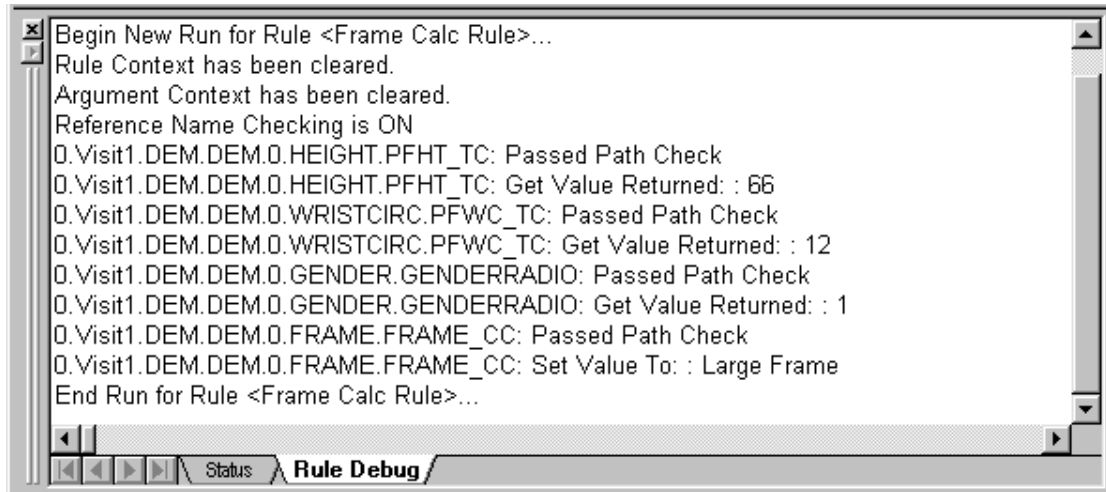 Begin New Run for Rule <Frame Calc Rule>...
Rule Context has been cleared.
Argument Context has been cleared.
Reference Name Checking is ON
0.Visit1.DEM.DEM.0.HEIGHT.PFHT_TC: Passed Path Check
0.Visit1.DEM.DEM.0.HEIGHT.PFHT_TC: Get Value Returned: : 66
0.Visit1.DEM.DEM.0.WRISTCIRC.PFWC_TC: Passed Path Check
0.Visit1.DEM.DEM.0.WRISTCIRC.PFWC_TC: Get Value Returned: : 12
0.Visit1.DEM.DEM.0.GENDER.GENDERRADIO: Passed Path Check
0.Visit1.DEM.DEM.0.GENDER.GENDERRADIO: Get Value Returned: : 1
0.Visit1.DEM.DEM.0.FRAME.FRAME_CC: Passed Path Check
0.Visit1.DEM.DEM.0.FRAME.FRAME_CC: Set Value To: : Large Frame
End Run for Rule <Frame Calc Rule>...
Status Rule Debug